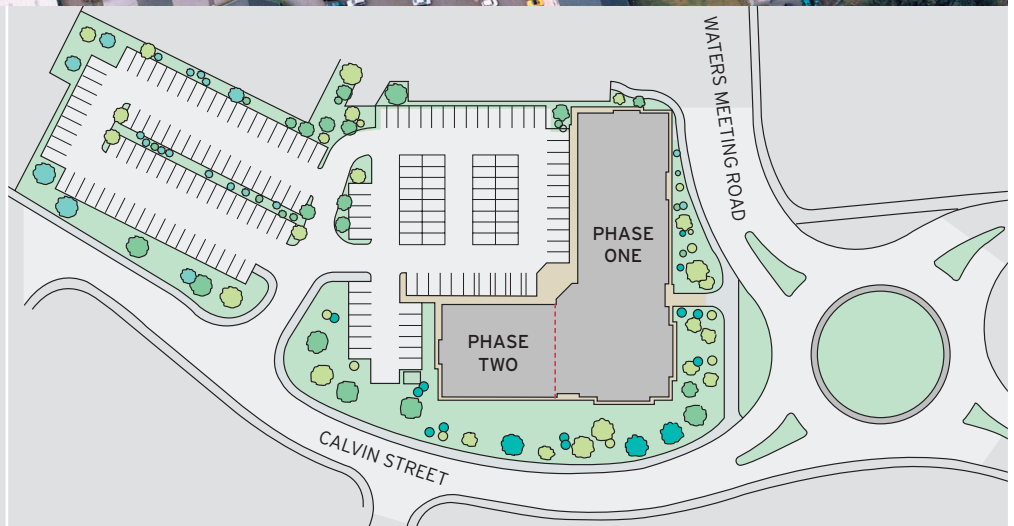 WATERS MEETING ROAD
PHASE
ONE
PHASE
TWO
CALVIN STREET